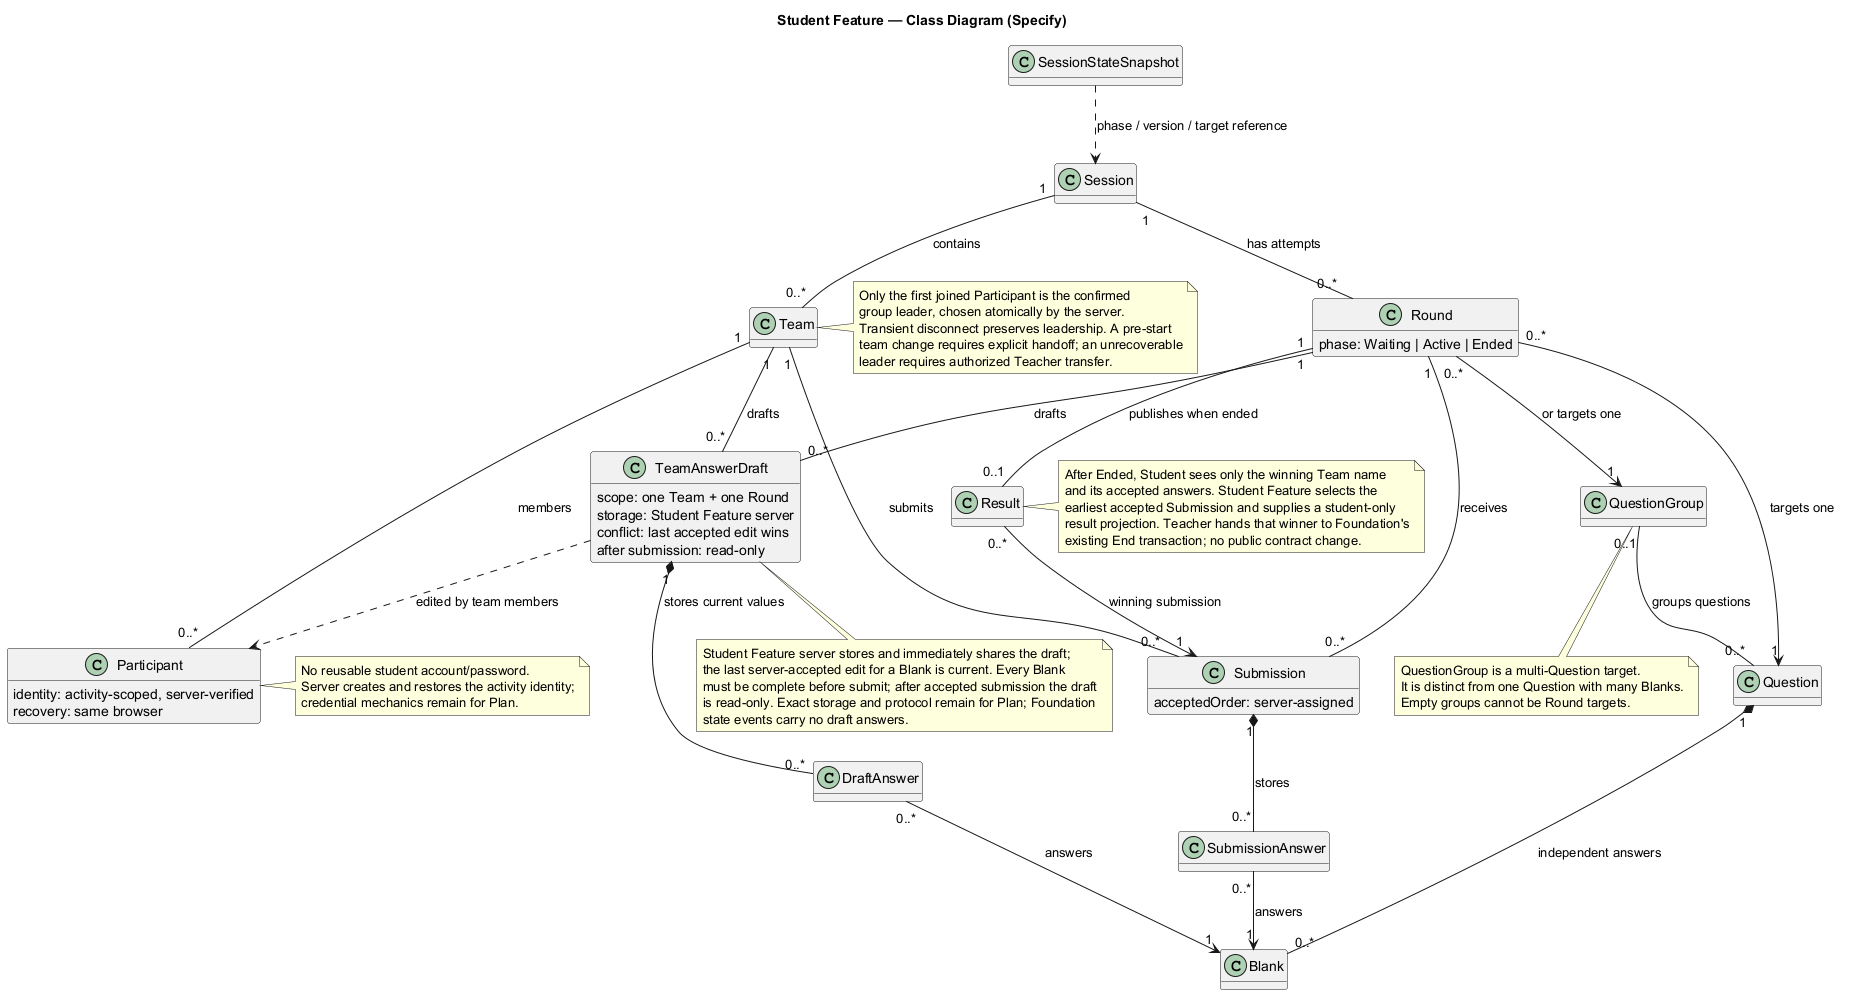 Student Feature — Class Diagram (Specify)
C SessionStateSnapshot
phase / version / target reference
C Session
1
1
contains
has attempts
0..*
0..*
C Team
Only the first joined Participant is the confirmed
group leader, chosen atomically by the server.
Transient disconnect preserves leadership. A pre-start
team change requires explicit handoff; an unrecoverable
leader requires authorized Teacher transfer.
C Round
phase: Waiting | Active | Ended
1
1
1
1
1
1
0..*
0..*
drafts
drafts
publishes when ended
or targets one
0..*
0..*
0..1
1
C TeamAnswerDraft
scope: one Team + one Round
storage: Student Feature server
conflict: last accepted edit wins
after submission: read-only
members
submits
C Result
After Ended, Student sees only the winning Team name
and its accepted answers. Student Feature selects the
earliest accepted Submission and supplies a student-only
result projection. Teacher hands that winner to Foundation's
existing End transaction; no public contract change.
receives
C QuestionGroup
targets one
0..*
0..1
1
edited by team members
stores current values
winning submission
groups questions
0..*
0..*
1
0..*
0..*
1
C Participant
identity: activity-scoped, server-verified
recovery: same browser
No reusable student account/password.
Server creates and restores the activity identity;
credential mechanics remain for Plan.
Student Feature server stores and immediately shares the draft;
the last server-accepted edit for a Blank is current. Every Blank
must be complete before submit; after accepted submission the draft
is read-only. Exact storage and protocol remain for Plan; Foundation
state events carry no draft answers.
C Submission
acceptedOrder: server-assigned
QuestionGroup is a multi-Question target.
It is distinct from one Question with many Blanks.
Empty groups cannot be Round targets.
C Question
1
1
0..*
C DraftAnswer
stores
0..*
0..*
C SubmissionAnswer
answers
independent answers
0..*
answers
1
1
0..*
C Blank